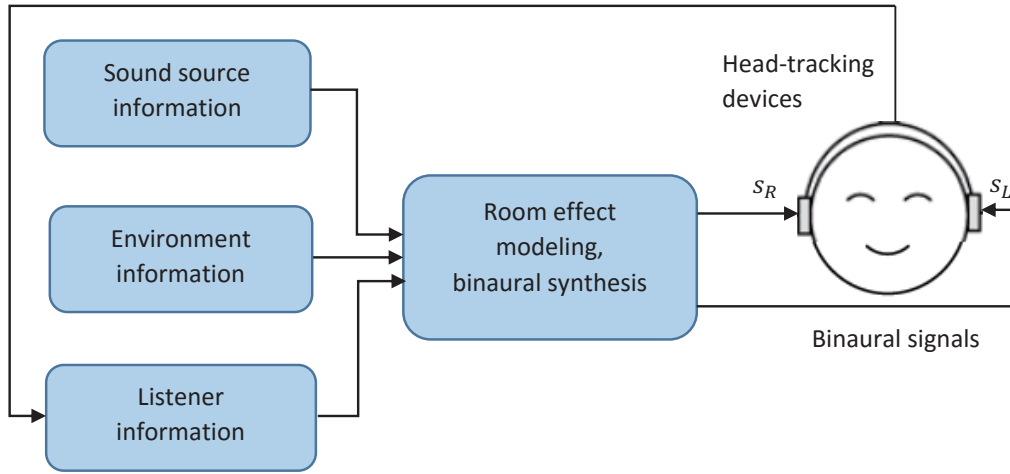 Sound source
information
Environment
information
Listener
information
Room effect
modeling,
binaural synthesis
Head-tracking
devices
s_R
s_L
Binaural signals